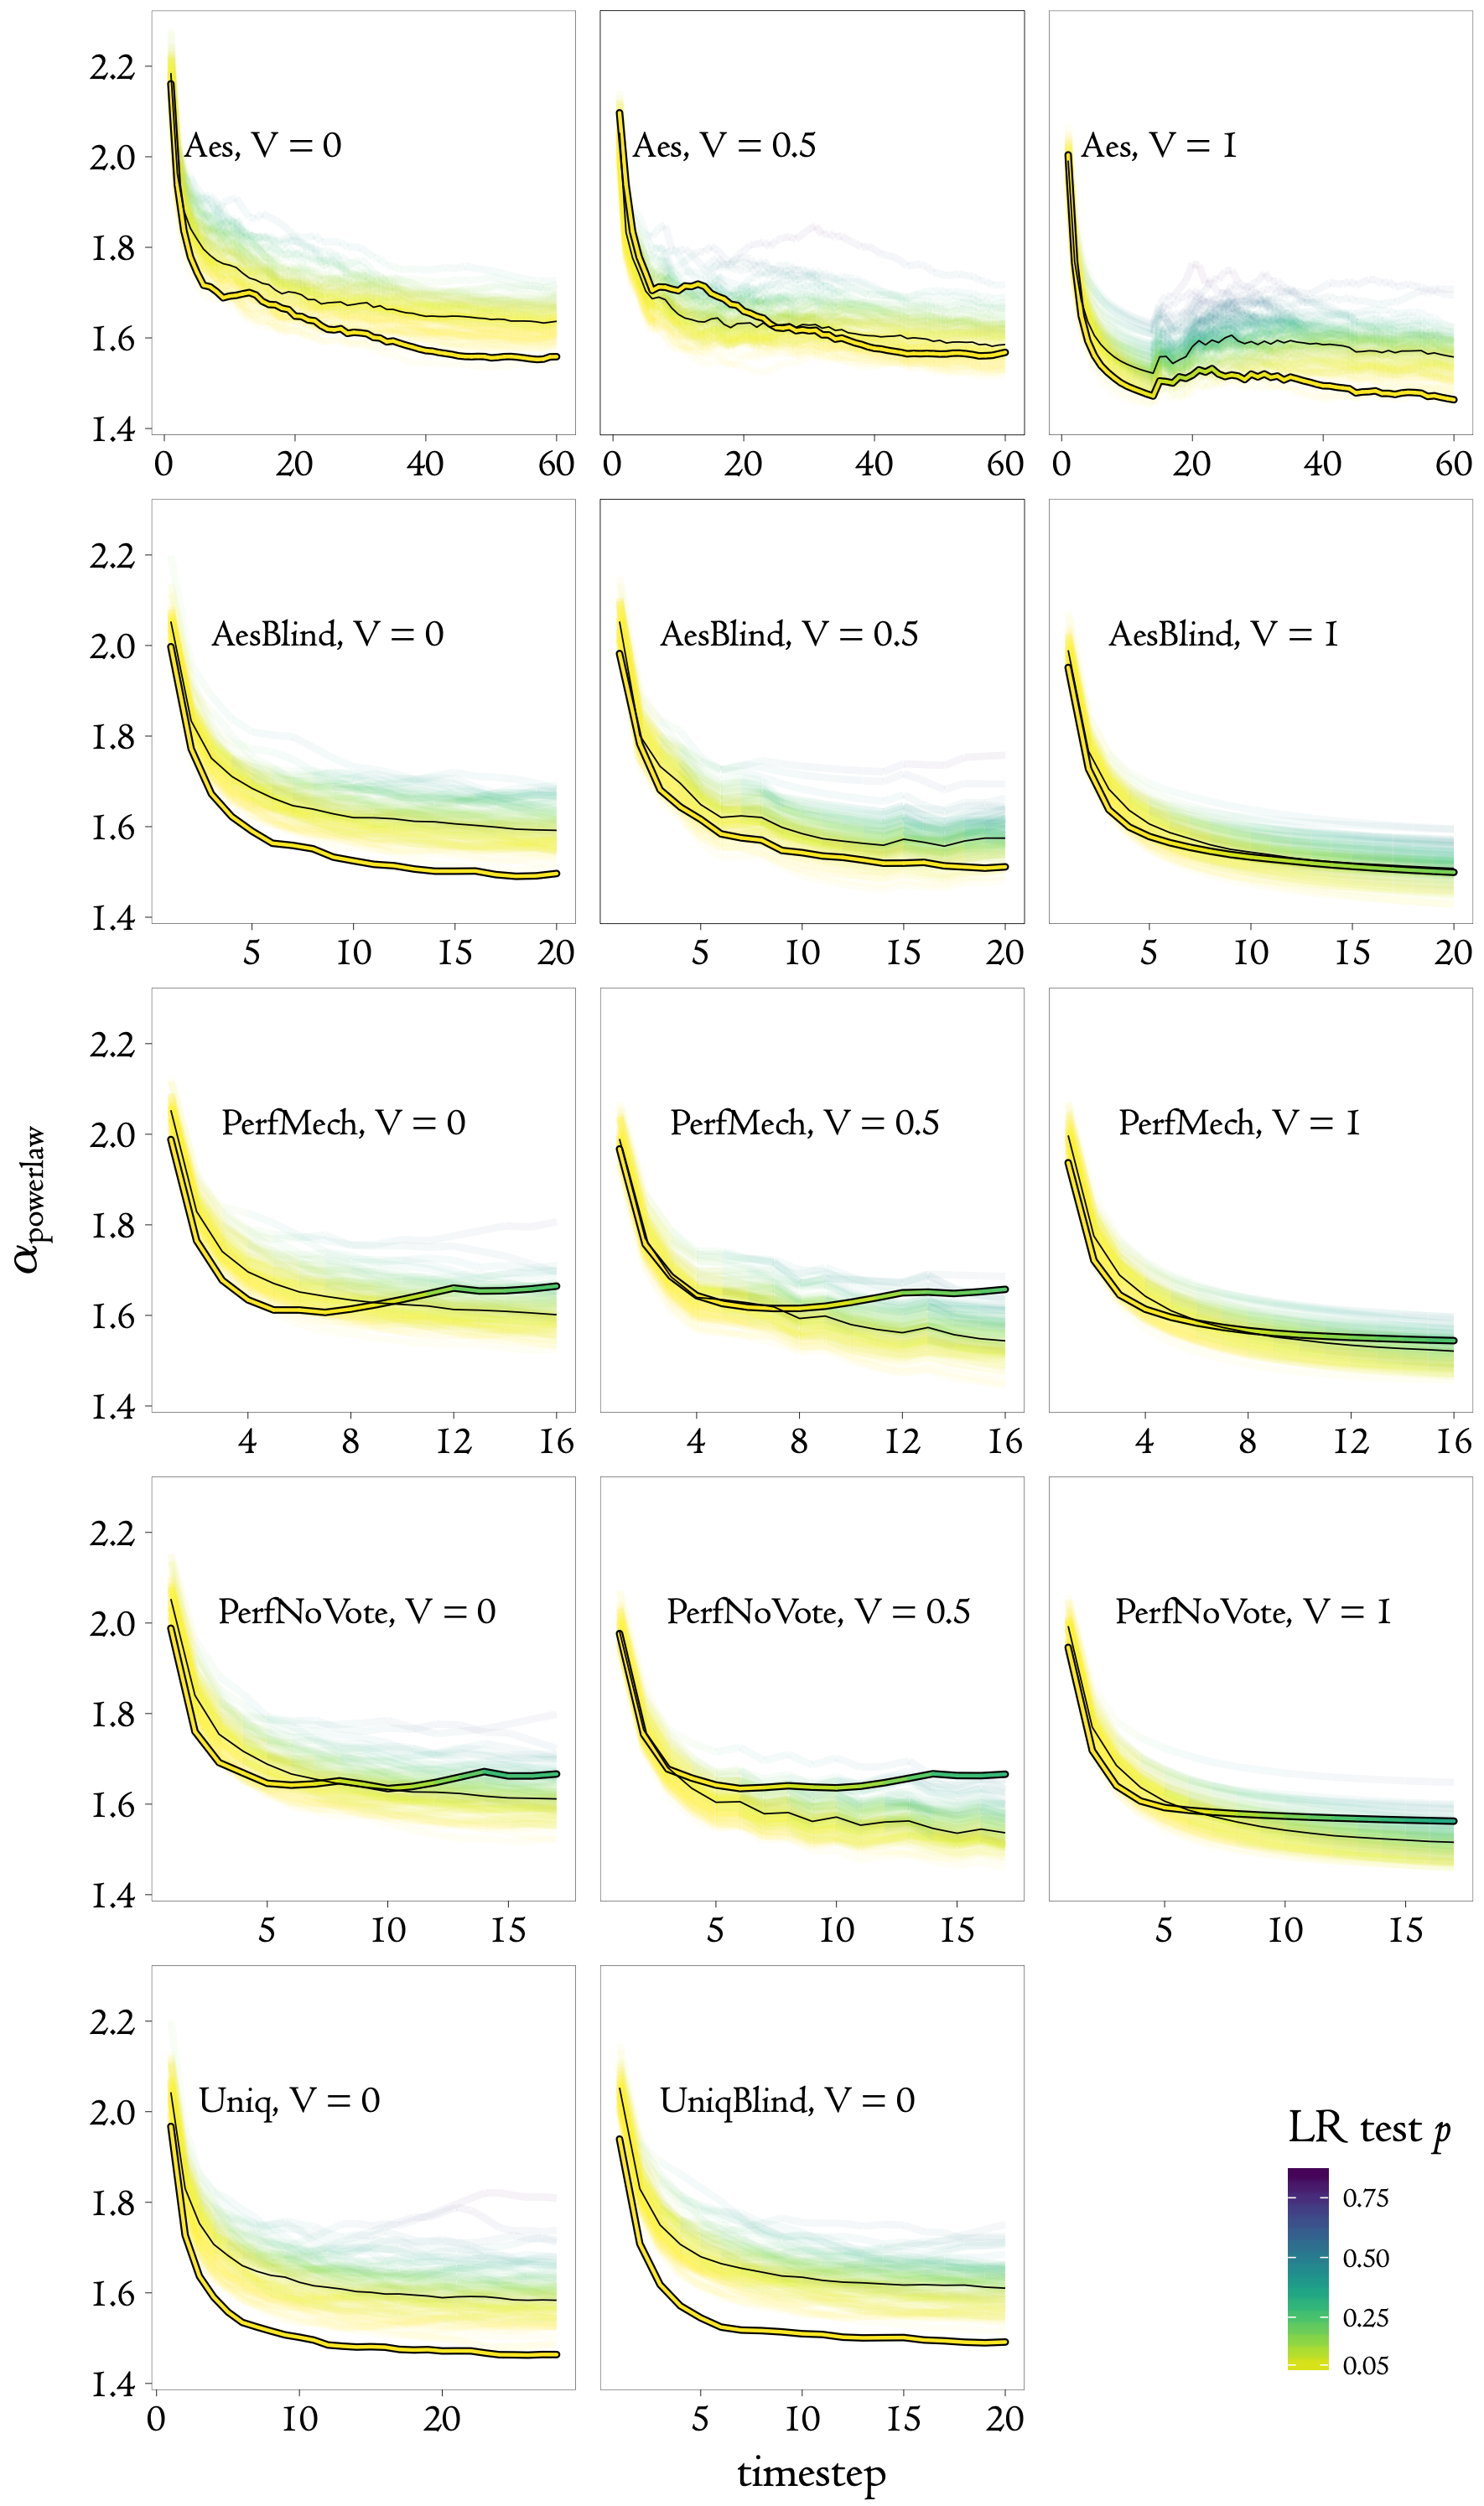 2.2
2.0
1.8
1.6
1.4
Aes, V = 0
Aes, V = 0.5
Aes, V = 1
0 20 40 60
0 20 40 60
0 20 40 60
2.2
2.0
1.8
1.6
1.4
AesBlind, V = 0
AesBlind, V = 0.5
AesBlind, V = 1
5 10 15 20
5 10 15 20
5 10 15 20
αpowerlaw
2.2
2.0
1.8
1.6
1.4
PerfMech, V = 0
PerfMech, V = 0.5
PerfMech, V = 1
4 8 12 16
4 8 12 16
4 8 12 16
2.2
2.0
1.8
1.6
1.4
PerfNoVote, V = 0
PerfNoVote, V = 0.5
PerfNoVote, V = 1
5 10 15
5 10 15
5 10 15
2.2
2.0
1.8
1.6
1.4
Uniq, V = 0
UniqBlind, V = 0
0 10 20
5 10 15 20
LR test p
0.75
0.50
0.25
0.05
timestep